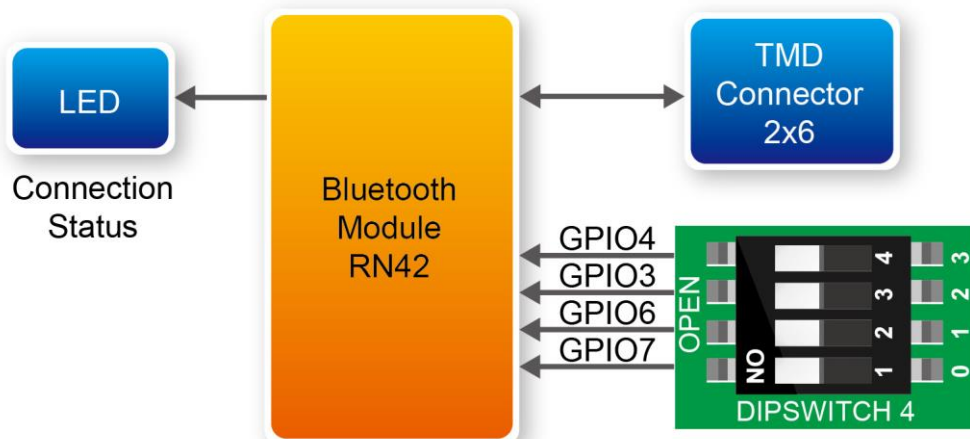 LED
Connection
Status
Bluetooth
Module
RN42
TMD
Connector
2x6
GPIO4
GPIO3
GPIO6
GPIO7
OPEN
NO
4
3
2
1
3
2
1
0
DIPSWITCH 4